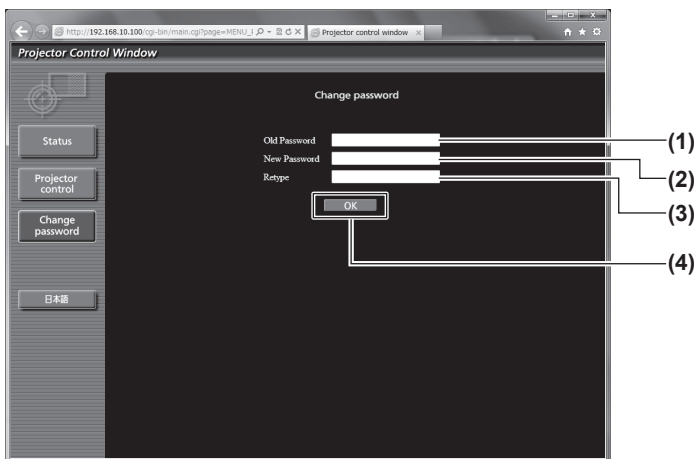 http://192.168.10.100/cgi-bin/main.cgi?page=MENU_
Projector control window
Projector Control Window
Change password
Old Password
(1)
New Password
(2)
Retype
(3)
OK
(4)
Status
Projector
control
Change
password
日本語